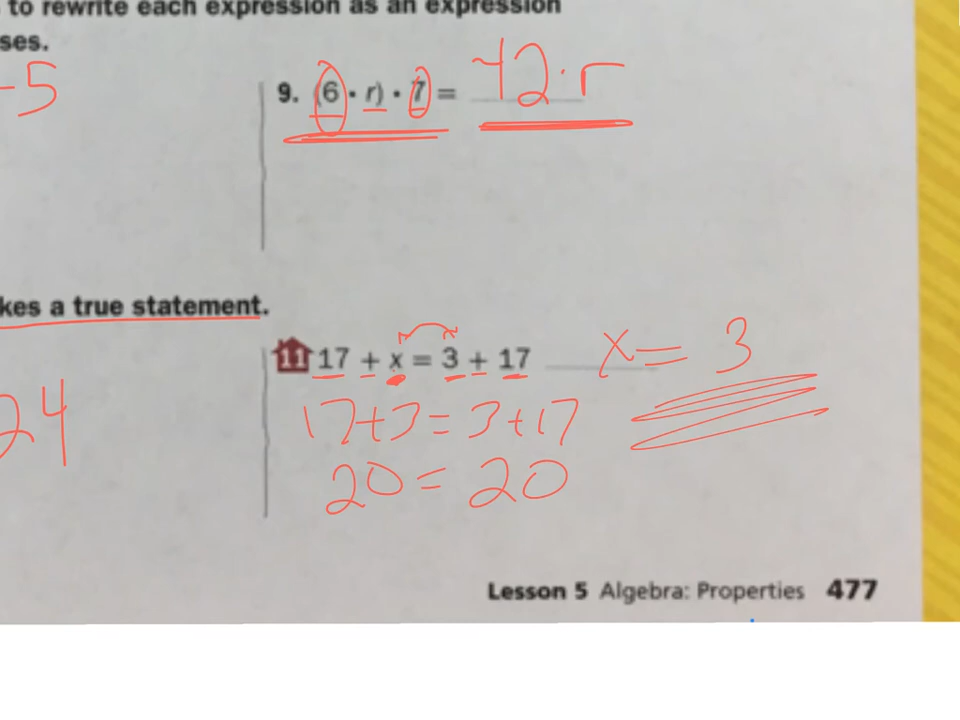 to rewrite each expression as an expression
ses.
-5
9. (6 · r) · 7 = 42 · r
kes a true statement.
24
11 17 + x = 3 + 17 x = 3
17+3=3+17
20=20
Lesson 5 Algebra: Properties 477